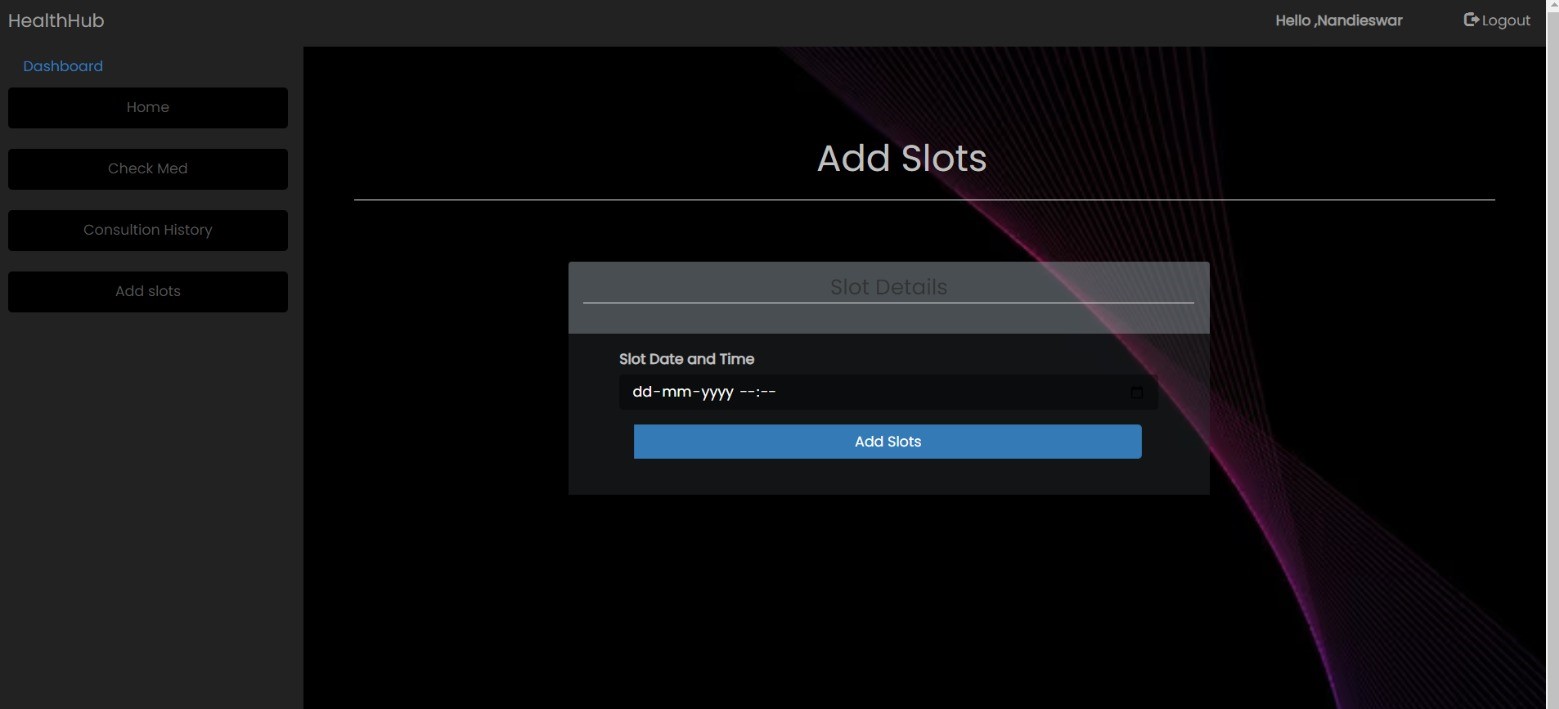 HealthHub
Hello ,Nandieswar
Logout
Dashboard
Home
Check Med
Consultion History
Add slots
Add Slots
Slot Details
Slot Date and Time
dd-mm-yyyy --:--
Add Slots